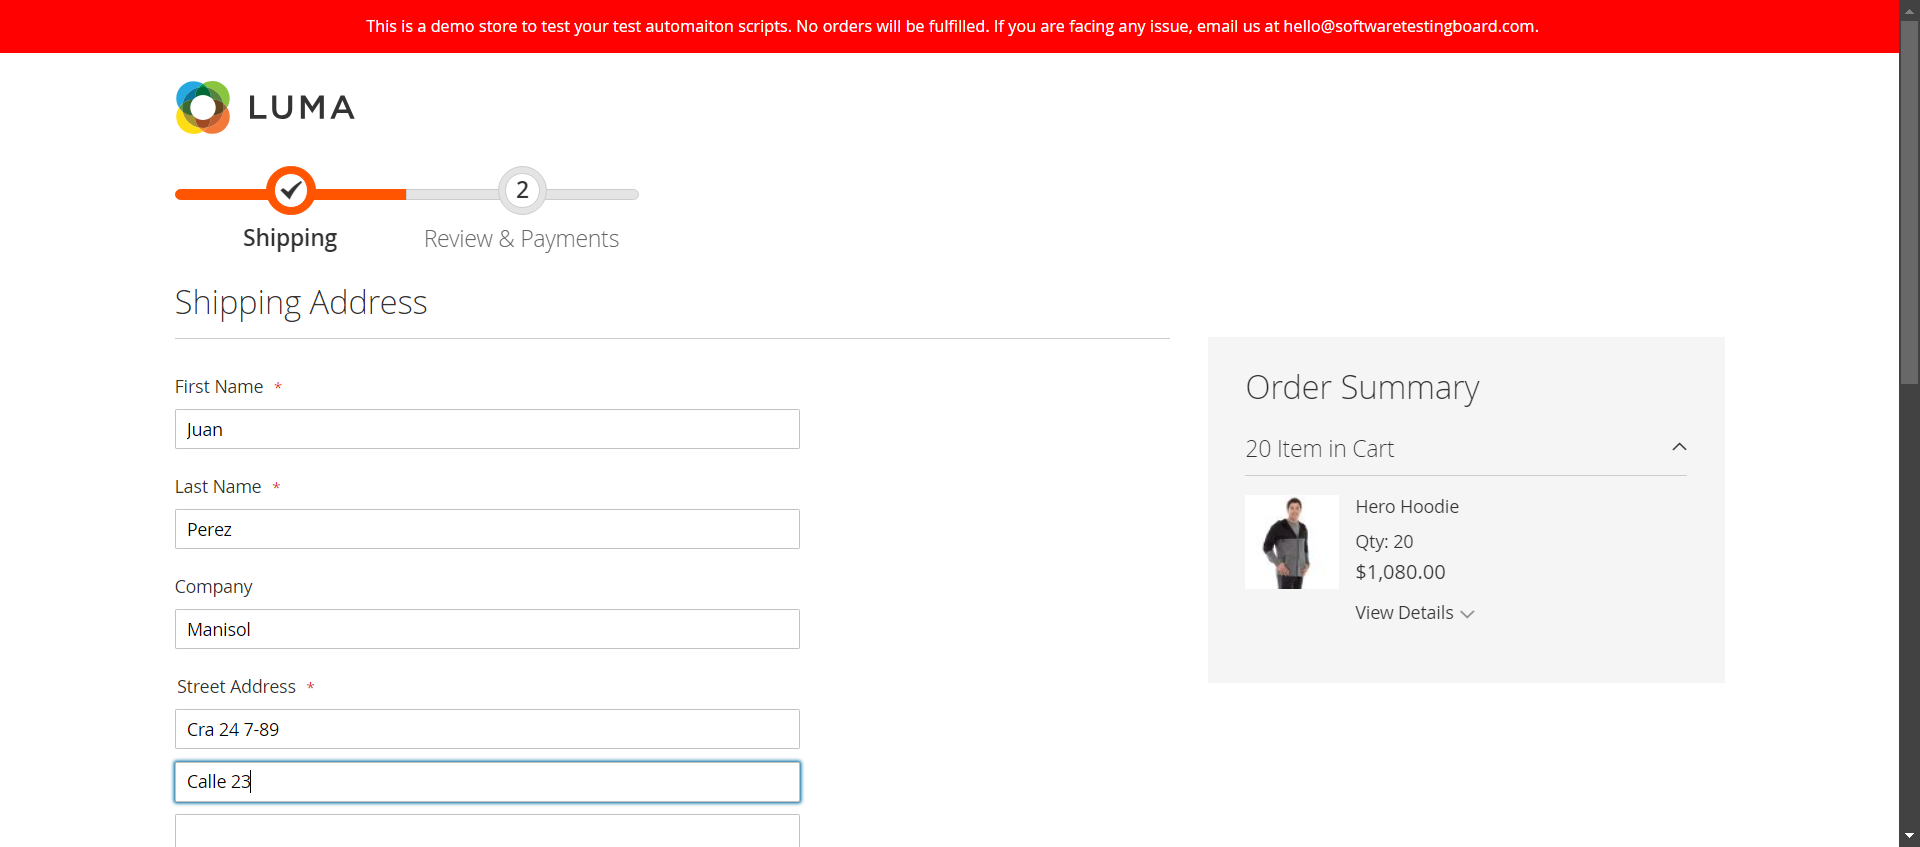 This is a demo store to test your test automaiton scripts. No orders will be fulfilled. If you are facing any issue, email us at hello@softwaretestingboard.com.
LUMA
2
Shipping
Review & Payments
Shipping Address
First Name *
Juan
Last Name *
Perez
Company
Manisol
Street Address *
Cra 24 7-89
Calle 23
Order Summary
20 Item in Cart
Hero Hoodie
Qty: 20
$1,080.00
View Details